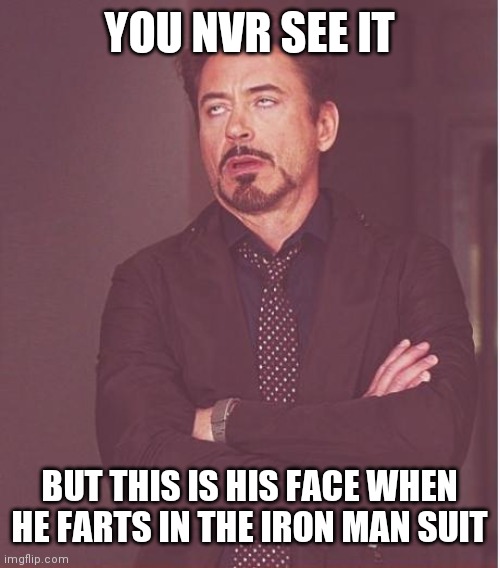 YOU NVR SEE IT
BUT THIS IS HIS FACE WHEN
HE FARTS IN THE IRON MAN SUIT
imgflip.com